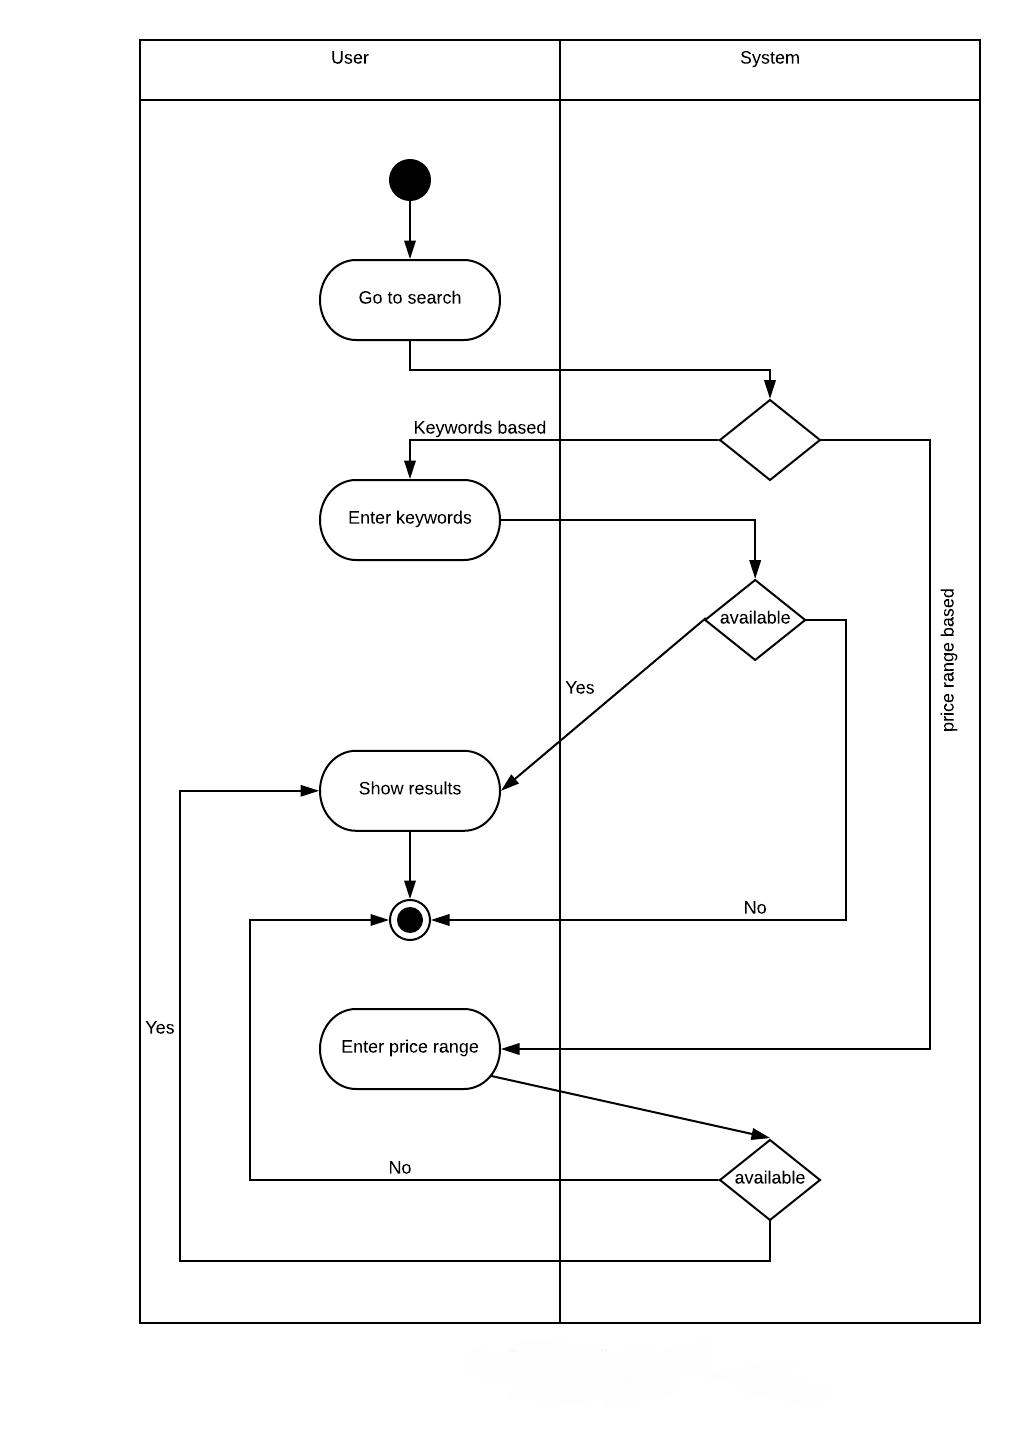 User
System
Go to search
Keywords based
Enter keywords
available
price range based
Yes
Show results
No
Yes
Enter price range
No
available